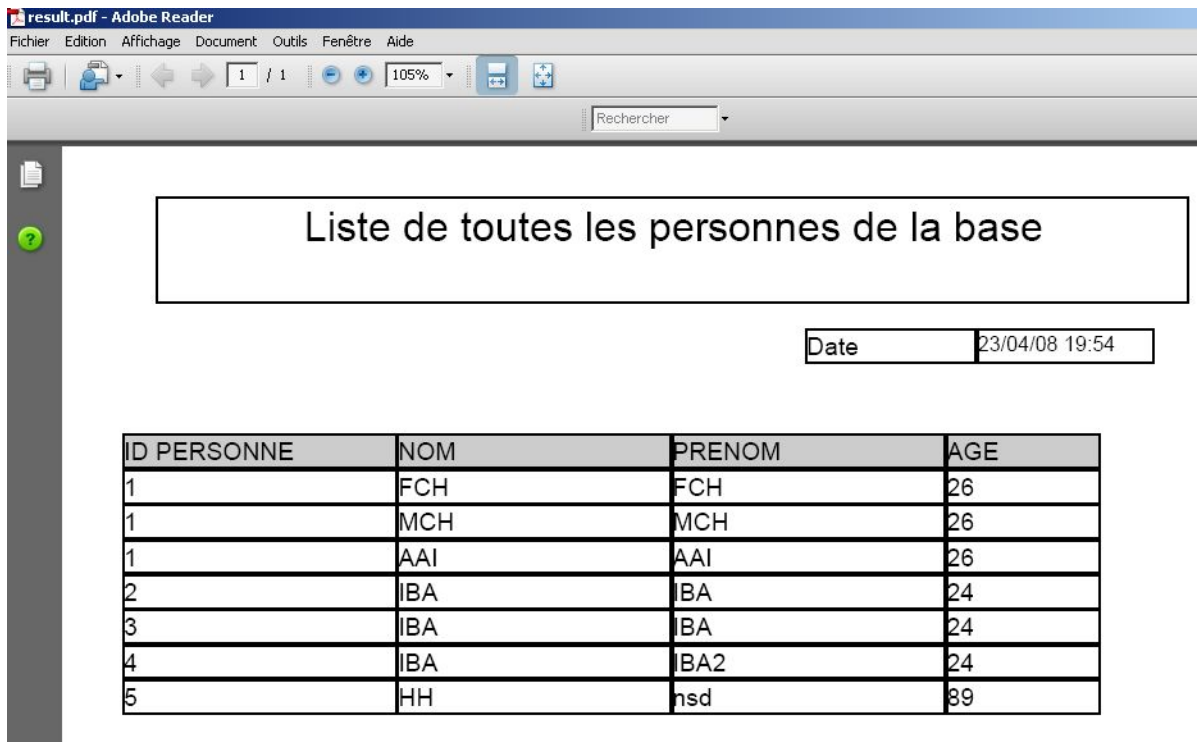 result.pdf - Adobe Reader
Fichier Edition Affichage Document Outils Fenêtre Aide
1 / 1 105%
Rechercher
?
Liste de toutes les personnes de la base
Date 23/04/08 19:54
ID PERSONNE NOM PRENOM AGE
1 FCH FCH 26
1 MCH MCH 26
1 AAI AAI 26
2 IBA IBA 24
3 IBA IBA 24
4 IBA IBA2 24
5 HH nsd 89